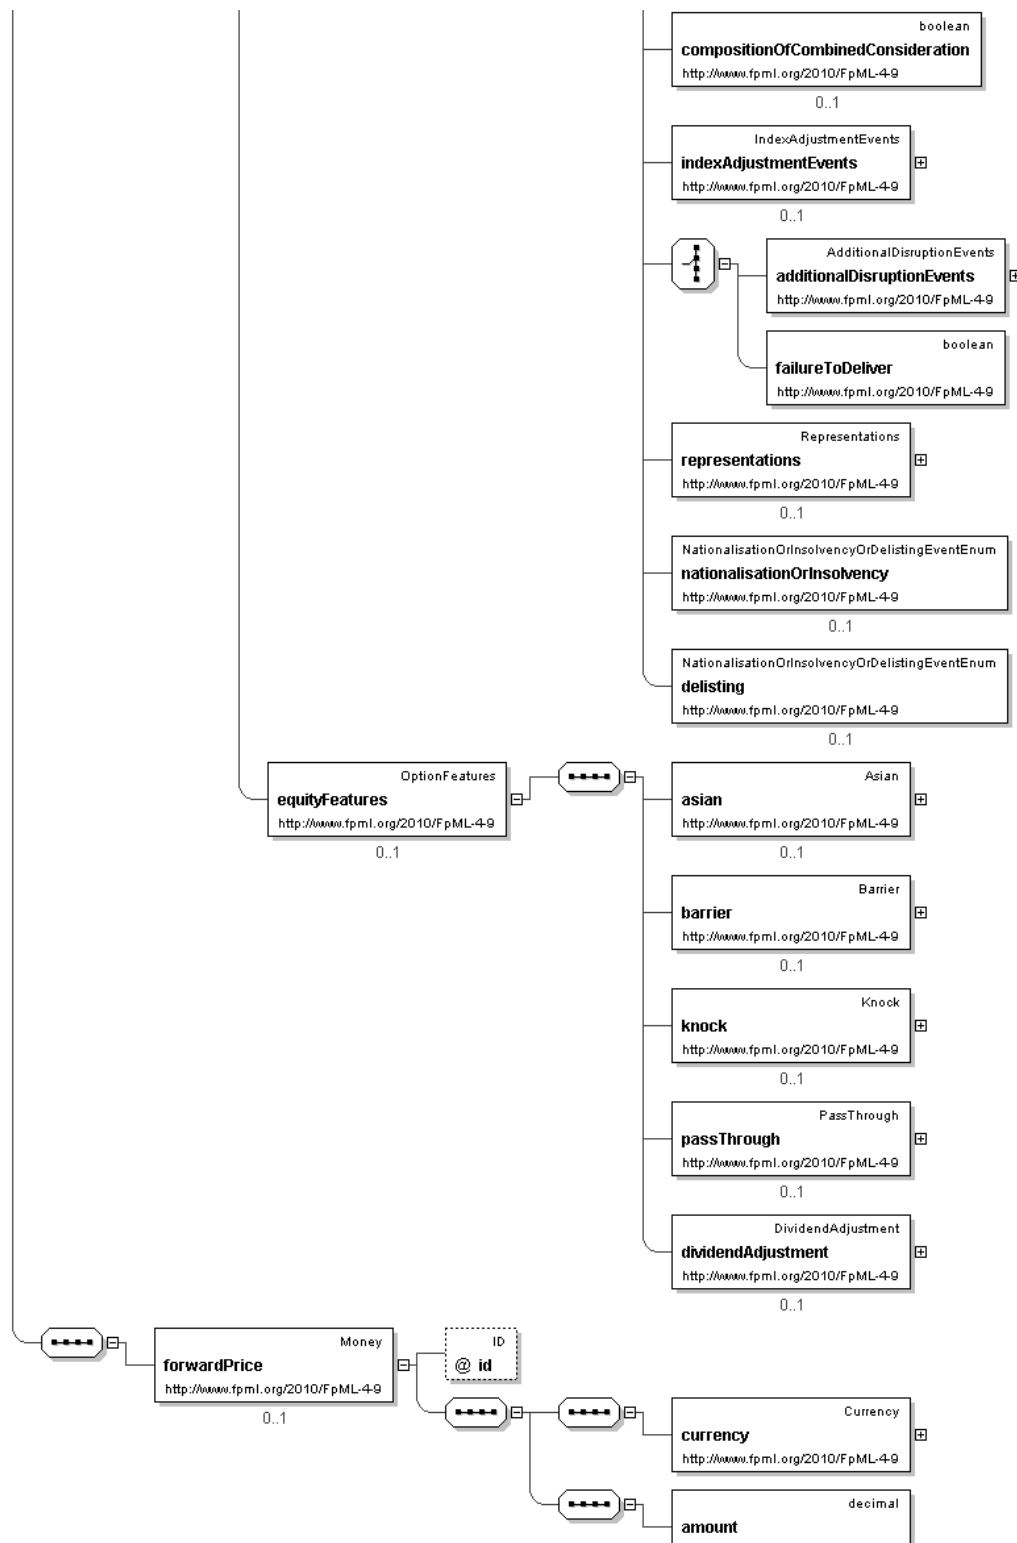 boolean
compositionOfCombinedConsideration
http://www.fpml.org/2010/FpML-4-9
0..1
IndexAdjustmentEvents
indexAdjustmentEvents
http://www.fpml.org/2010/FpML-4-9
0..1
AdditionalDisruptionEvents
additionalDisruptionEvents
http://www.fpml.org/2010/FpML-4-9
boolean
failureToDeliver
http://www.fpml.org/2010/FpML-4-9
Representations
representations
http://www.fpml.org/2010/FpML-4-9
0..1
NationalisationOrInsolvencyOrDelistingEventEnum
nationalisationOrInsolvency
http://www.fpml.org/2010/FpML-4-9
0..1
NationalisationOrInsolvencyOrDelistingEventEnum
delisting
http://www.fpml.org/2010/FpML-4-9
0..1
OptionFeatures
equityFeatures
http://www.fpml.org/2010/FpML-4-9
0..1
Asian
asian
http://www.fpml.org/2010/FpML-4-9
0..1
Barrier
barrier
http://www.fpml.org/2010/FpML-4-9
0..1
Knock
knock
http://www.fpml.org/2010/FpML-4-9
0..1
PassThrough
passThrough
http://www.fpml.org/2010/FpML-4-9
0..1
DividendAdjustment
dividendAdjustment
http://www.fpml.org/2010/FpML-4-9
0..1
Money
forwardPrice
http://www.fpml.org/2010/FpML-4-9
0..1
ID
@ id
Currency
currency
http://www.fpml.org/2010/FpML-4-9
decimal
amount